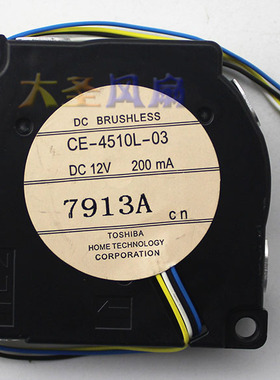 大圣风扇
DC BRUSHLESS
CE-4510L-03
DC 12V 200 mA
7913A cn
TOSHIBA
HOME TECHNOLOGY
CORPORATION